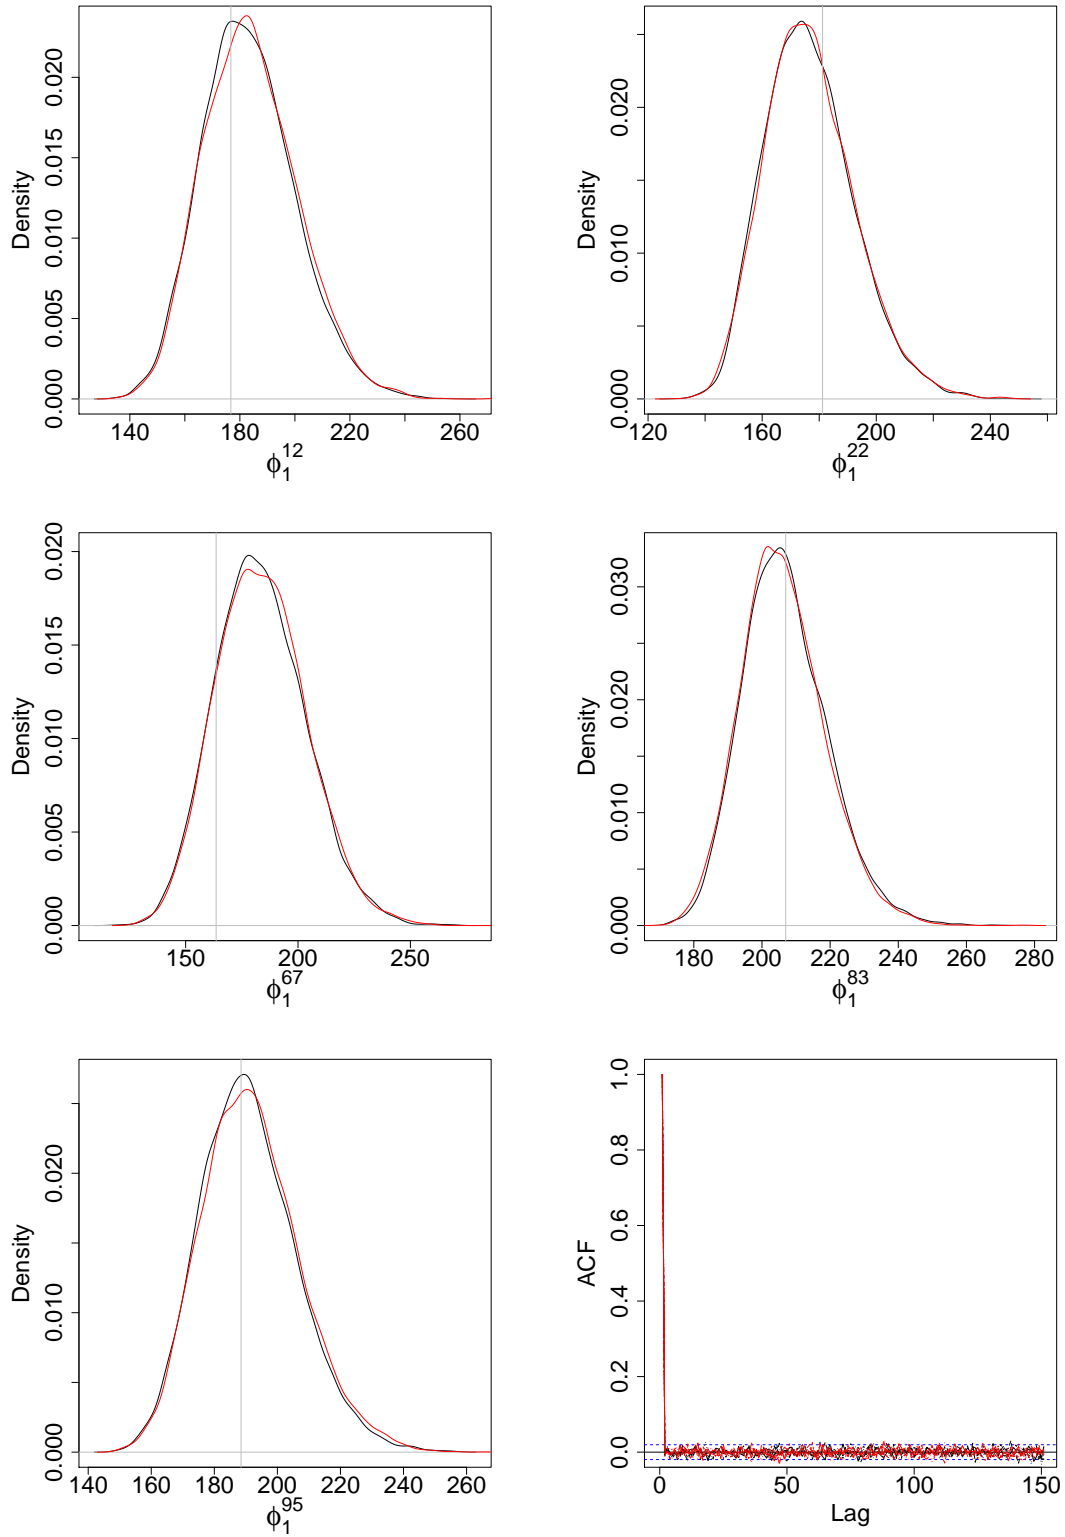 Density
0.000 0.005 0.010 0.015 0.020
140 180 220 260
ϕ₁¹²
Density
0.000 0.010 0.020
120 160 200 240
ϕ₁²²
Density
0.000 0.005 0.010 0.015 0.020
150 200 250
ϕ₁⁶⁷
Density
0.000 0.010 0.020 0.030
180 200 220 240 260 280
ϕ₁⁸³
Density
0.000 0.010 0.020
140 160 180 200 220 240 260
ϕ₁⁹⁵
ACF
0.0 0.2 0.4 0.6 0.8 1.0
0 50 100 150
Lag